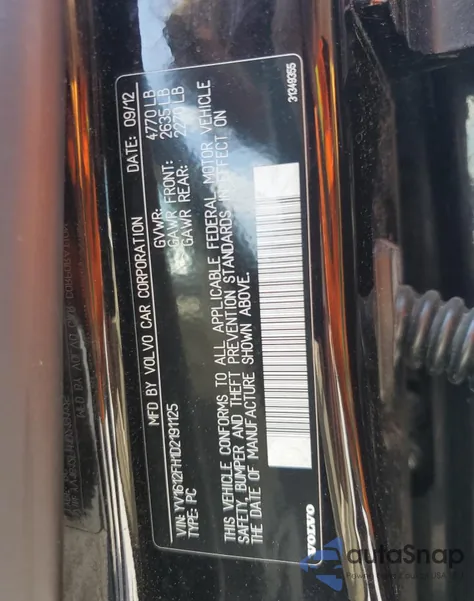 MFD BY VOLVO CAR CORPORATION DATE: 09/12
GVWR: 4770 LB
GAWR FRONT: 2635 LB
GAWR REAR: 2270 LB
VIN: YV1612FH1D2191125
TYPE: PC
THIS VEHICLE CONFORMS TO ALL APPLICABLE FEDERAL MOTOR VEHICLE
SAFETY, BUMPER AND THEFT PREVENTION STANDARDS IN EFFECT ON
THE DATE OF MANUFACTURE SHOWN ABOVE.
VOLVO 31349355
autoSnap